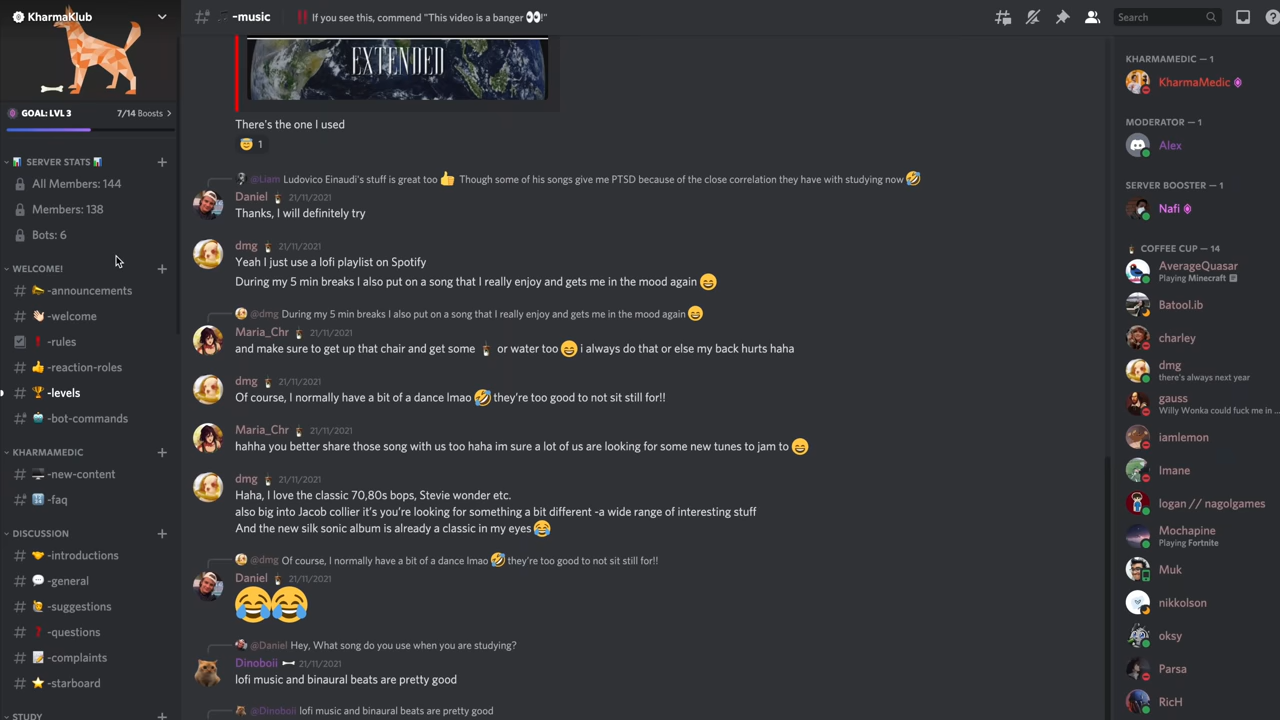 KharmaKlub
GOAL: LVL 3
7/14 Boosts
SERVER STATS
All Members: 144
Members: 138
Bots: 6
WELCOME!
-announcements
-welcome
-rules
-reaction-roles
-levels
-bot-commands
KHARMAMEDIC
-new-content
-faq
DISCUSSION
-introductions
-general
-suggestions
-questions
-complaints
-starboard
STUDY
-music
If you see this, commend "This video is a banger 👀!"
Search
EXTENDED
There's the one I used
😇 1
@Liam Ludovico Einaudi's stuff is great too 👍 Though some of his songs give me PTSD because of the close correlation they have with studying now 🤣
Daniel 21/11/2021
Thanks, I will definitely try
dmg 21/11/2021
Yeah I just use a lofi playlist on Spotify
During my 5 min breaks I also put on a song that I really enjoy and gets me in the mood again 😄
@dmg During my 5 min breaks I also put on a song that I really enjoy and gets me in the mood again 😄
Maria_Chr 21/11/2021
and make sure to get up that chair and get some or water too 😄 i always do that or else my back hurts haha
dmg 21/11/2021
Of course, I normally have a bit of a dance lmao 🤣 they're too good to not sit still for!!
Maria_Chr 21/11/2021
hahha you better share those song with us too haha im sure a lot of us are looking for some new tunes to jam to 😄
dmg 21/11/2021
Haha, I love the classic 70,80s bops, Stevie wonder etc.
also big into Jacob collier it's you're looking for something a bit different -a wide range of interesting stuff
And the new silk sonic album is already a classic in my eyes 😂
@dmg Of course, I normally have a bit of a dance lmao 🤣 they're too good to not sit still for!!
Daniel 21/11/2021
😂😂
@Daniel Hey, What song do you use when you are studying?
Dinoboii 21/11/2021
lofi music and binaural beats are pretty good
@Dinoboii lofi music and binaural beats are pretty good
KHARMAMEDIC — 1
KharmaMedic
MODERATOR — 1
Alex
SERVER BOOSTER — 1
Nafi
COFFEE CUP — 14
AverageQuasar
Playing Minecraft
Batool.ib
charley
dmg
there's always next year
gauss
Willy Wonka could fuck me in ...
iamlemon
Imane
logan // nagolgames
Mochapine
Playing Fortnite
Muk
nikkolson
oksy
Parsa
RicH